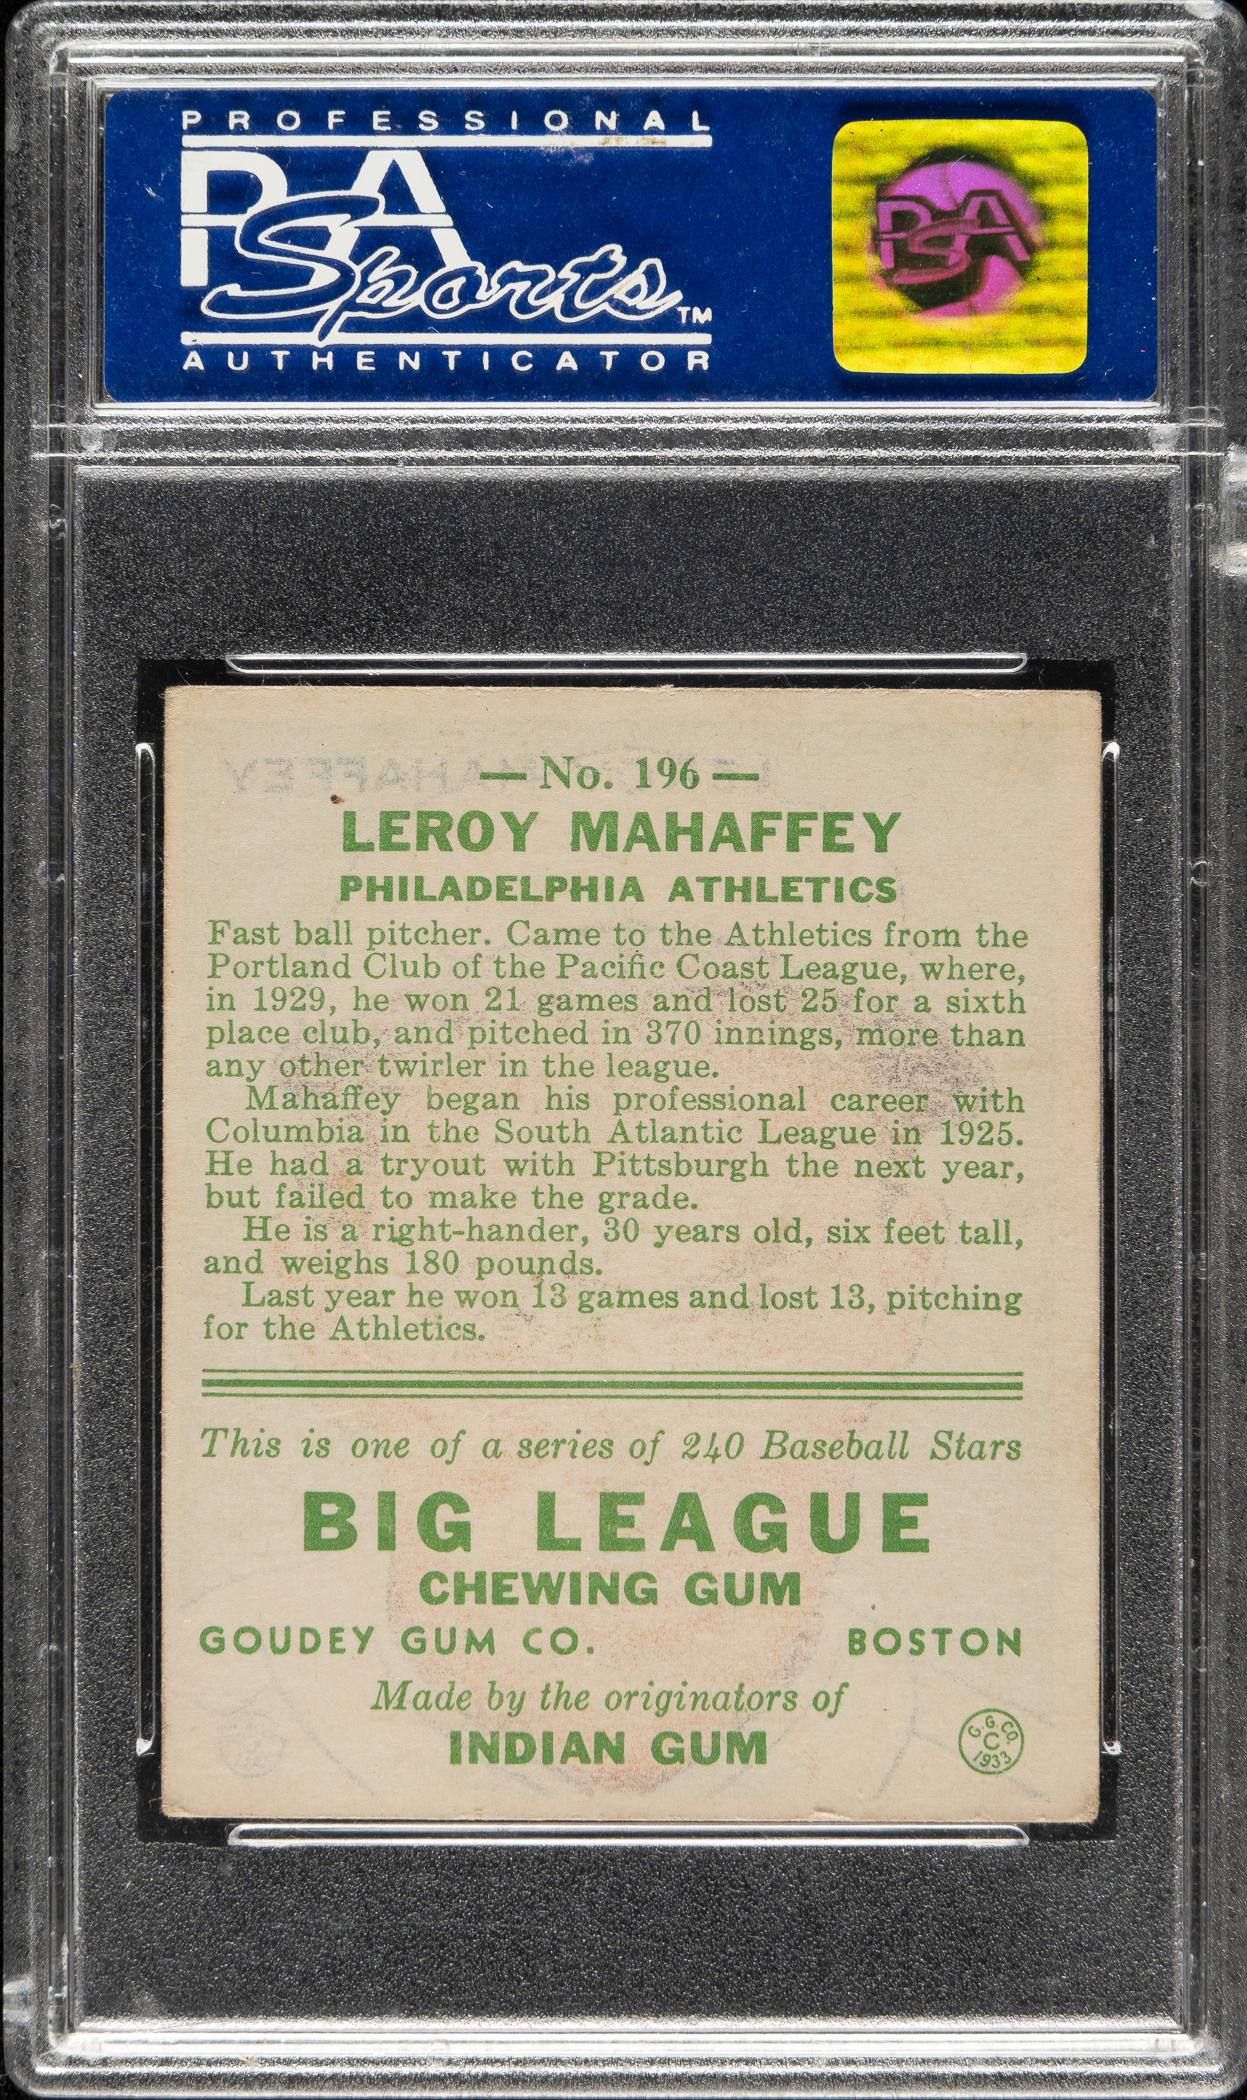 PROFESSIONAL
PSA
Sports™
AUTHENTICATOR
PSA
— No. 196 —
LEROY MAHAFFEY
PHILADELPHIA ATHLETICS
Fast ball pitcher. Came to the Athletics from the
Portland Club of the Pacific Coast League, where,
in 1929, he won 21 games and lost 25 for a sixth
place club, and pitched in 370 innings, more than
any other twirler in the league.
Mahaffey began his professional career with
Columbia in the South Atlantic League in 1925.
He had a tryout with Pittsburgh the next year,
but failed to make the grade.
He is a right-hander, 30 years old, six feet tall,
and weighs 180 pounds.
Last year he won 13 games and lost 13, pitching
for the Athletics.
This is one of a series of 240 Baseball Stars
BIG LEAGUE
CHEWING GUM
GOUDEY GUM CO. BOSTON
Made by the originators of
INDIAN GUM
G. G. CO.
C
1933